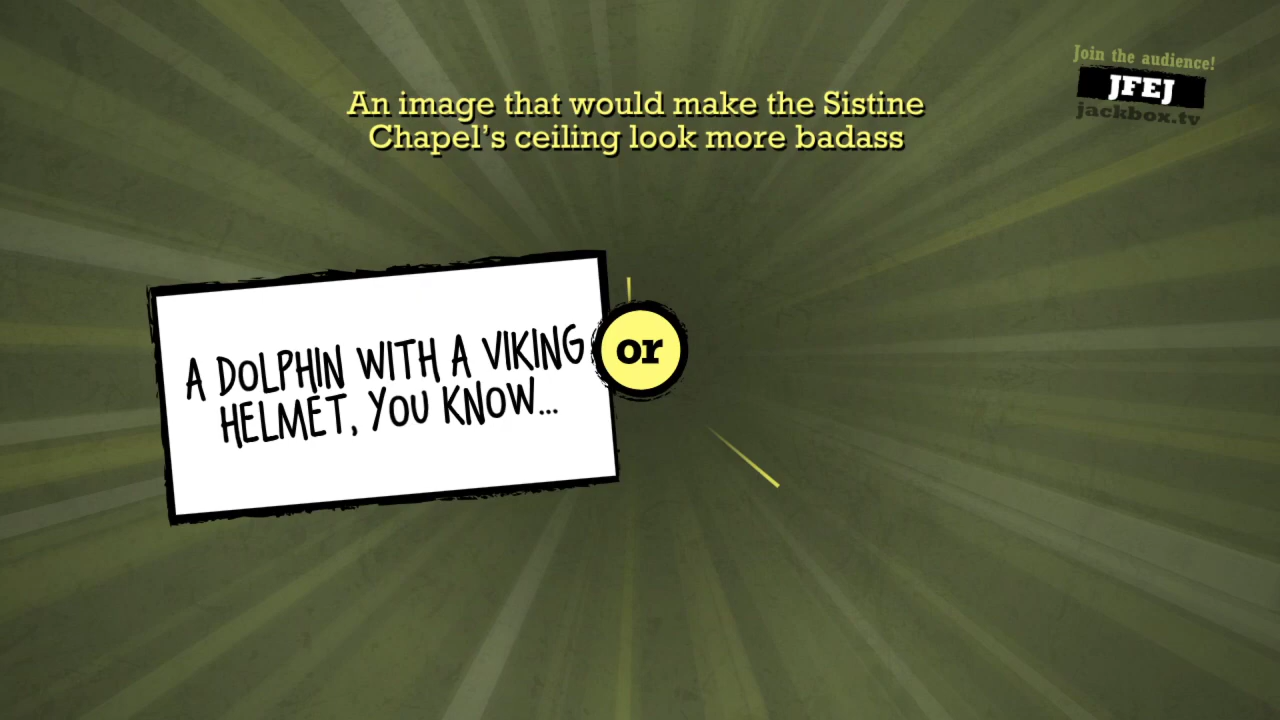 Join the audience!
JFEJ
jackbox.tv
An image that would make the Sistine
Chapel's ceiling look more badass
A DOLPHIN WITH A VIKING
HELMET, YOU KNOW...
or